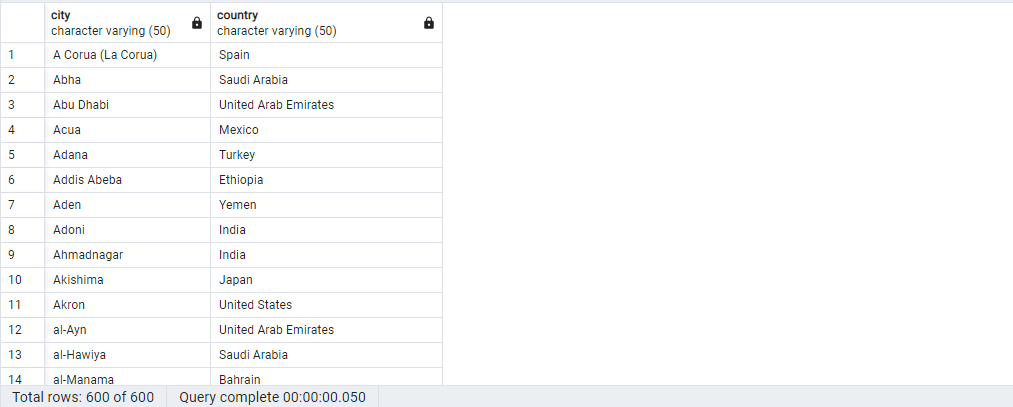 city country
character varying (50) character varying (50)
1 A Corua (La Corua) Spain
2 Abha Saudi Arabia
3 Abu Dhabi United Arab Emirates
4 Acua Mexico
5 Adana Turkey
6 Addis Abeba Ethiopia
7 Aden Yemen
8 Adoni India
9 Ahmadnagar India
10 Akishima Japan
11 Akron United States
12 al-Ayn United Arab Emirates
13 al-Hawiya Saudi Arabia
14 al-Manama Bahrain
Total rows: 600 of 600 Query complete 00:00:00.050